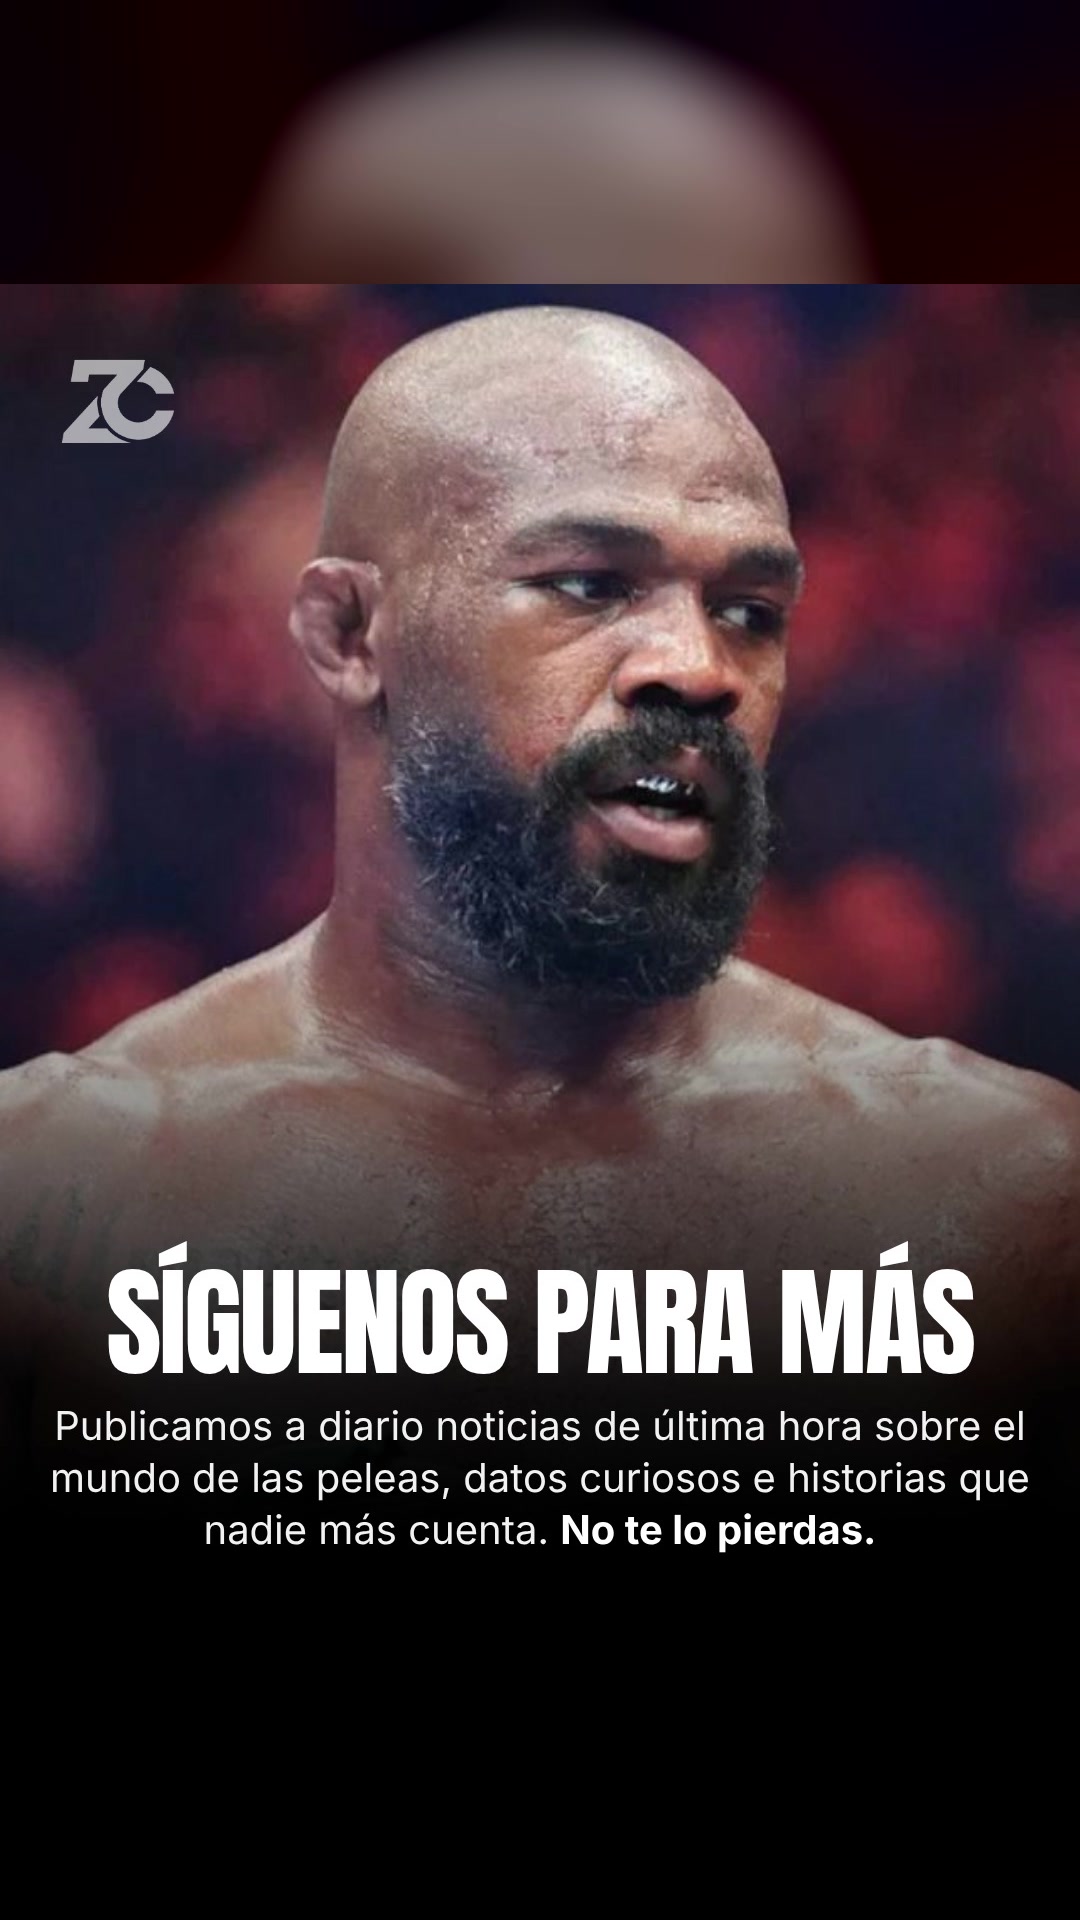 ZC
SÍGUENOS PARA MÁS
Publicamos a diario noticias de última hora sobre el
mundo de las peleas, datos curiosos e historias que
nadie más cuenta. No te lo pierdas.